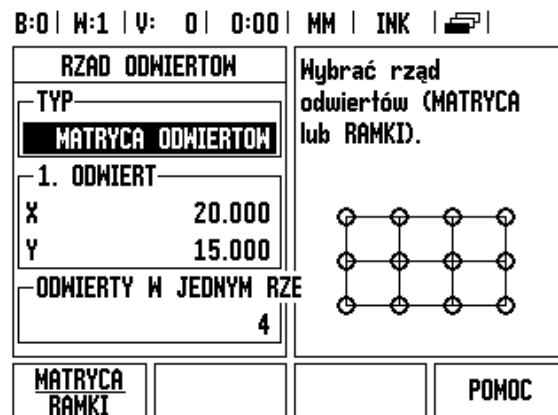 B:0 | W:1 | V: 0 | 0:00 | MM | INK
RZAD ODWIERTOW
TYP
MATRYCA ODWIERTOW
1. ODWIERT
X 20.000
Y 15.000
ODWIERTY W JEDNYM RZE
4
Wybrać rząd
odwiertów (MATRYCA
lub RAMKI).
MATRYCA
RAMKI
POMOC